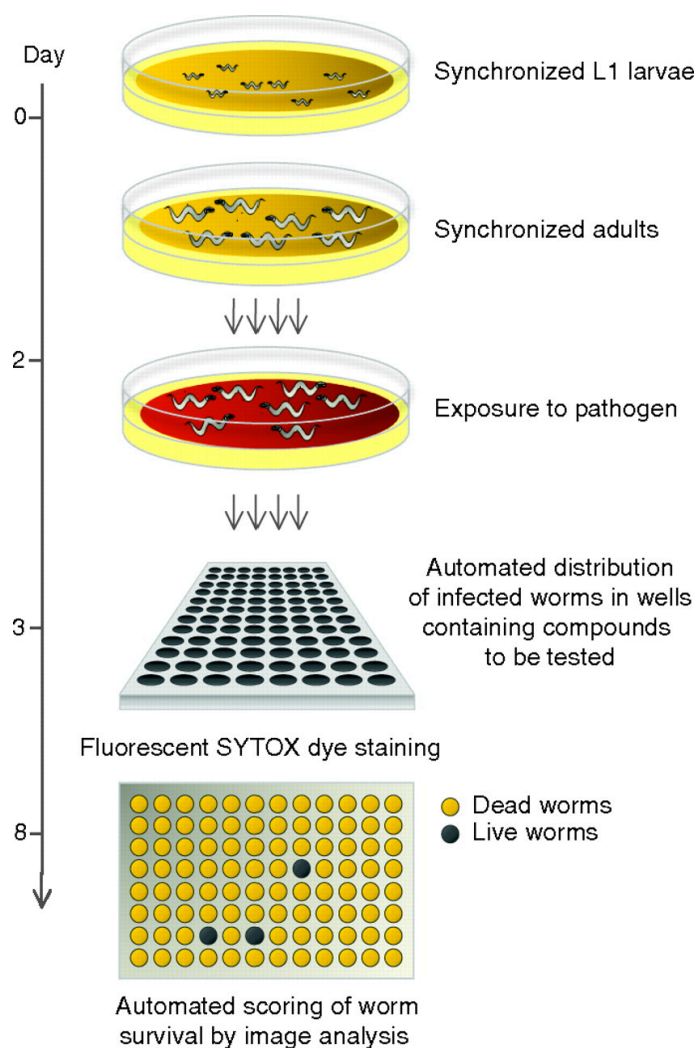 Day
Synchronized L1 larvae
0
Synchronized adults
2
Exposure to pathogen
Automated distribution
of infected worms in wells
containing compounds
to be tested
3
Fluorescent SYTOX dye staining
Dead worms
Live worms
8
Automated scoring of worm
survival by image analysis